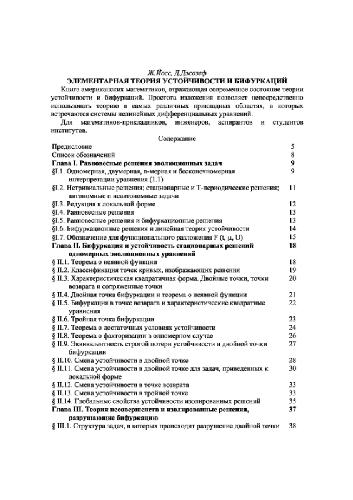 Ж.Йосс, Д.Джозеф
ЭЛЕМЕНТАРНАЯ ТЕОРИЯ УСТОЙЧИВОСТИ И БИФУРКАЦИЙ
Книга американских математиков, отражающая современное состояние теории
устойчивости и бифуркаций. Простота изложения позволяет непосредственно
использовать теорию в самых различных прикладных областях, в которых
встречаются системы нелинейных дифференциальных уравнений.
Для математиков-прикладников, инженеров, аспирантов и студентов
институтов.
Содержание
Предисловие 5
Список обозначений 8
Глава I. Равновесные решения эволюционных задач 9
§I.1. Одномерная, двумерная, n-мерная и бесконечномерная 9
интерпретации уравнения (I.1)
§I.2. Нетривиальные решения; стационарные и T-периодические решения; 11
автономные и неавтономные задачи
§I.3. Редукция к локальной форме 12
§I.4. Равновесные решения 13
§I.5. Равновесные решения и бифуркационные решения 13
§I.6. Бифуркационные решения и линейная теория устойчивости 14
§I.7. Обозначение для функционального разложения F (t, μ, U) 15
Глава II. Бифуркация и устойчивость стационарных решений 18
одномерных эволюционных уравнений
§ II.1. Теорема о неявной функции 18
§ II.2. Классификация точек кривых, изображающих решения 19
§ II.3. Характеристическая квадратичная форма. Двойные точки, точки 20
возврата и сопряженные точки
§ II.4. Двойная точка бифуркации и теорема о неявной функции 21
§ II.5. Бифуркация в точке возврата и характеристические квадратные 22
уравнения
§ II.6. Тройная точка бифуркации 23
§ II.7. Теорема о достаточных условиях устойчивости 24
§ II.8. Теорема о факторизации в одномерном случае 26
§ II.9. Эквивалентность строгой потери устойчивости и двойной точки 27
бифуркации
§ II.10. Смена устойчивости в двойной точке 28
§ II.11. Смена устойчивости в двойной точке для задач, приведенных к 30
локальной форме
§ II.12. Смена устойчивости в точке возврата 33
§ II.13. Смена устойчивости в тройной точке 33
§ II.14. Глобальные свойства устойчивости изолированных решений 35
Глава III. Теория несовершенств и изолированные решения, 37
разрушающие бифуркацию
§ III.1. Структура задач, в которых происходит разрушение двойной точки 38